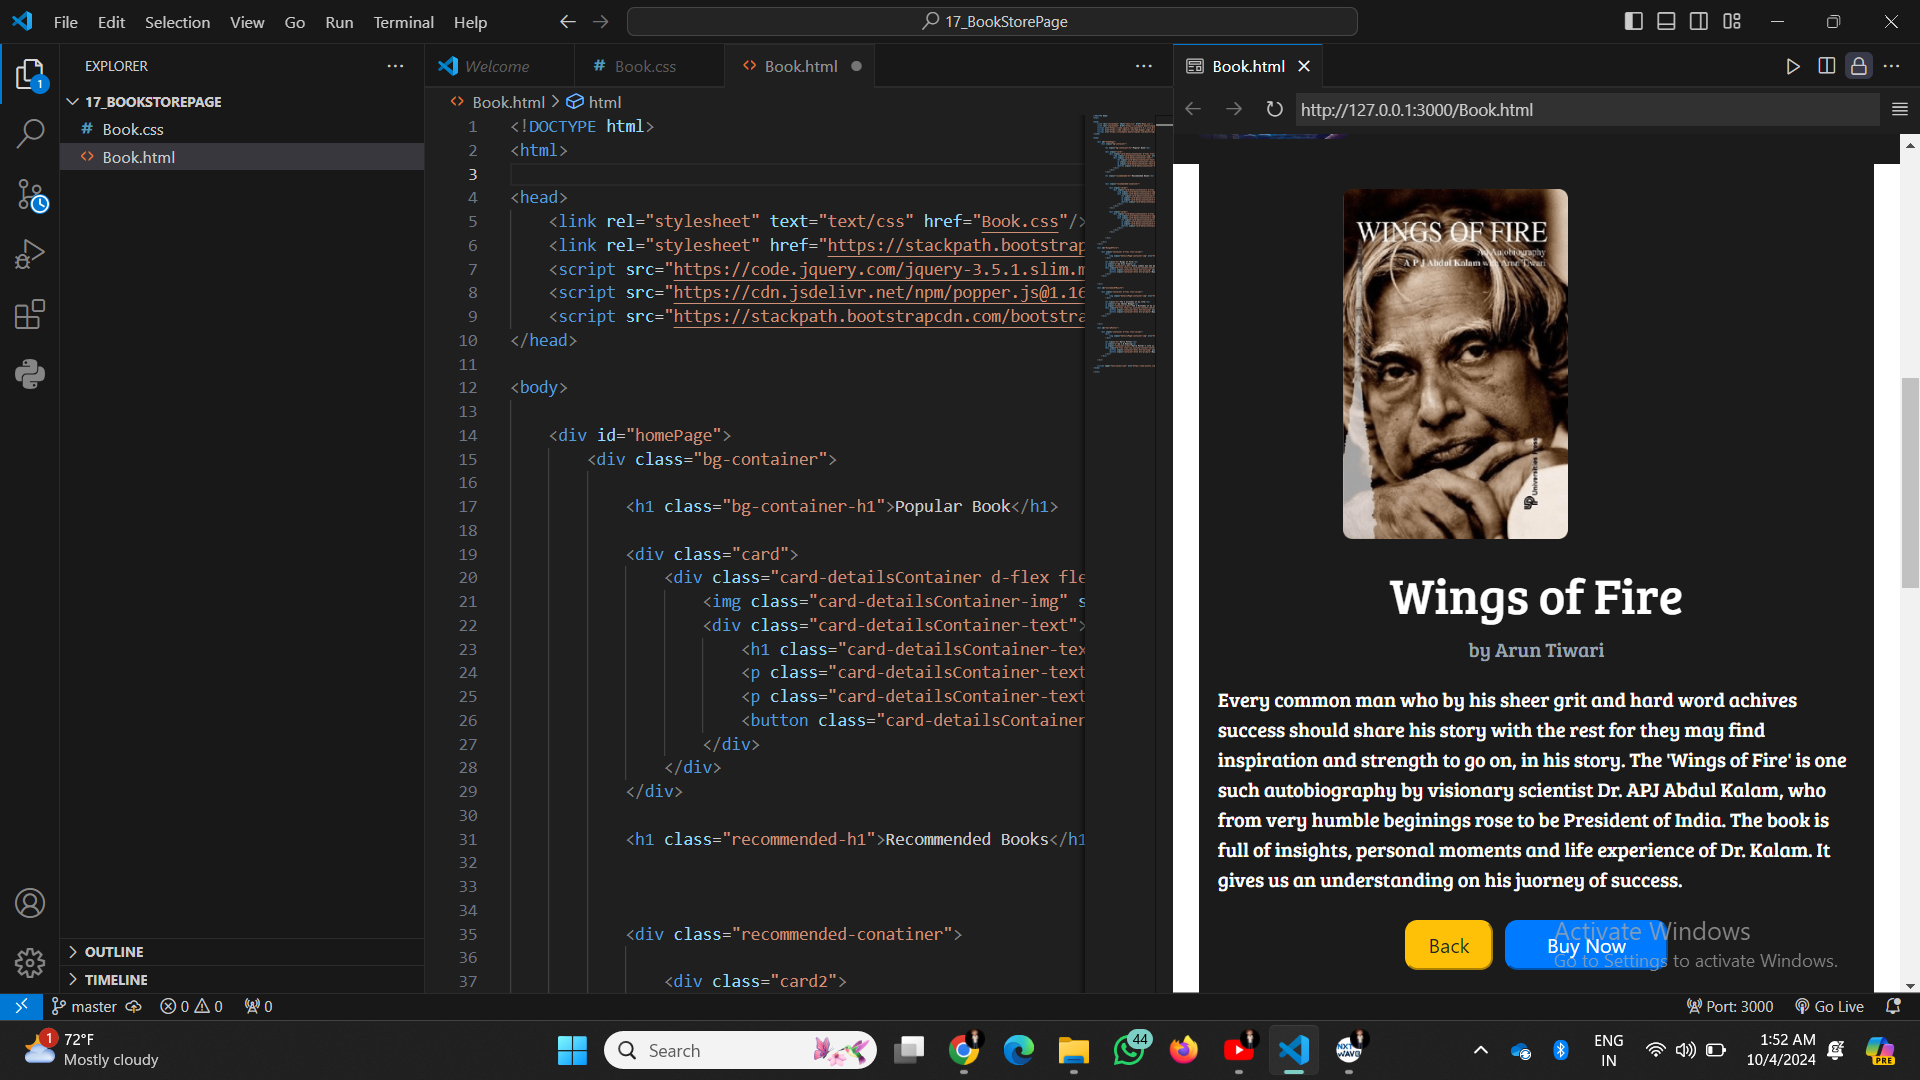 File Edit Selection View Go Run Terminal Help
17_BookStorePage
EXPLORER
17_BOOKSTOREPAGE
# Book.css
<> Book.html
OUTLINE
TIMELINE
1
Welcome
# Book.css
<> Book.html
<> Book.html > html
1 <!DOCTYPE html>
2 <html>
3
4 <head>
5 <link rel="stylesheet" text="text/css" href="Book.css"/>
6 <link rel="stylesheet" href="https://stackpath.bootstrap
7 <script src="https://code.jquery.com/jquery-3.5.1.slim.m
8 <script src="https://cdn.jsdelivr.net/npm/popper.js@1.16
9 <script src="https://stackpath.bootstrapcdn.com/bootstra
10 </head>
11
12 <body>
13
14 <div id="homePage">
15 <div class="bg-container">
16
17 <h1 class="bg-container-h1">Popular Book</h1>
18
19 <div class="card">
20 <div class="card-detailsContainer d-flex fle
21 <img class="card-detailsContainer-img" s
22 <div class="card-detailsContainer-text">
23 <h1 class="card-detailsContainer-tex
24 <p class="card-detailsContainer-text
25 <p class="card-detailsContainer-text
26 <button class="card-detailsContainer
27 </div>
28 </div>
29 </div>
30
31 <h1 class="recommended-h1">Recommended Books</h1
32
33
34
35 <div class="recommended-conatiner">
36
37 <div class="card2">
Book.html
http://127.0.0.1:3000/Book.html
WINGS OF FIRE
An Autobiography
A P J Abdul Kalam with Arun Tiwari
Universities Press
Wings of Fire
by Arun Tiwari
Every common man who by his sheer grit and hard word achives
success should share his story with the rest for they may find
inspiration and strength to go on, in his story. The 'Wings of Fire' is one
such autobiography by visionary scientist Dr. APJ Abdul Kalam, who
from very humble beginings rose to be President of India. The book is
full of insights, personal moments and life experience of Dr. Kalam. It
gives us an understanding on his juorney of success.
Back
Buy Now
Activate Windows
Go to Settings to activate Windows.
master
0 0
0
Port: 3000
Go Live
1
72°F
Mostly cloudy
Search
44
NXT
WAVE
ENG
IN
1:52 AM
10/4/2024
PRE